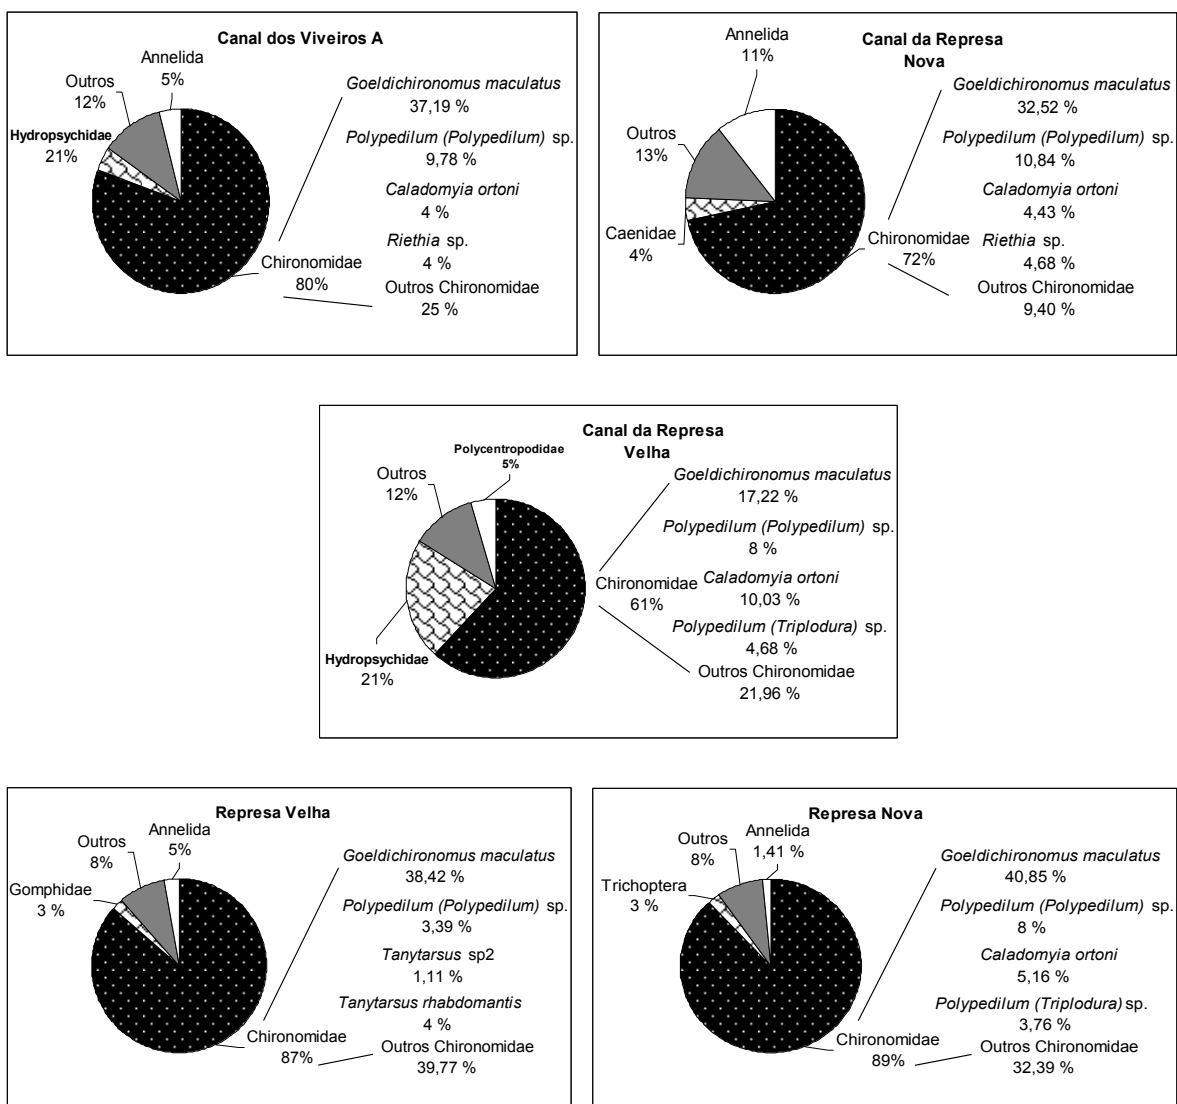 Canal dos Viveiros A
Annelida
5%
Outros
12%
Hydropsychidae
21%
Chironomidae
80%
Goeldichironomus maculatus
37,19 %
Polypedilum (Polypedilum) sp.
9,78 %
Caladomyia ortoni
4 %
Riethia sp.
4 %
Outros Chironomidae
25 %
Canal da Represa
Nova
Annelida
11%
Outros
13%
Caenidae
4%
Chironomidae
72%
Goeldichironomus maculatus
32,52 %
Polypedilum (Polypedilum) sp.
10,84 %
Caladomyia ortoni
4,43 %
Riethia sp.
4,68 %
Outros Chironomidae
9,40 %
Canal da Represa
Velha
Polycentropodidae
5%
Outros
12%
Hydropsychidae
21%
Chironomidae
61%
Goeldichironomus maculatus
17,22 %
Polypedilum (Polypedilum) sp.
8 %
Caladomyia ortoni
10,03 %
Polypedilum (Triplodura) sp.
4,68 %
Outros Chironomidae
21,96 %
Represa Velha
Annelida
5%
Outros
8%
Gomphidae
3 %
Chironomidae
87%
Goeldichironomus maculatus
38,42 %
Polypedilum (Polypedilum) sp.
3,39 %
Tanytarsus sp2
1,11 %
Tanytarsus rhabdomantis
4 %
Outros Chironomidae
39,77 %
Represa Nova
Annelida
1,41 %
Outros
8%
Trichoptera
3 %
Chironomidae
89%
Goeldichironomus maculatus
40,85 %
Polypedilum (Polypedilum) sp.
8 %
Caladomyia ortoni
5,16 %
Polypedilum (Triplodura) sp.
3,76 %
Outros Chironomidae
32,39 %